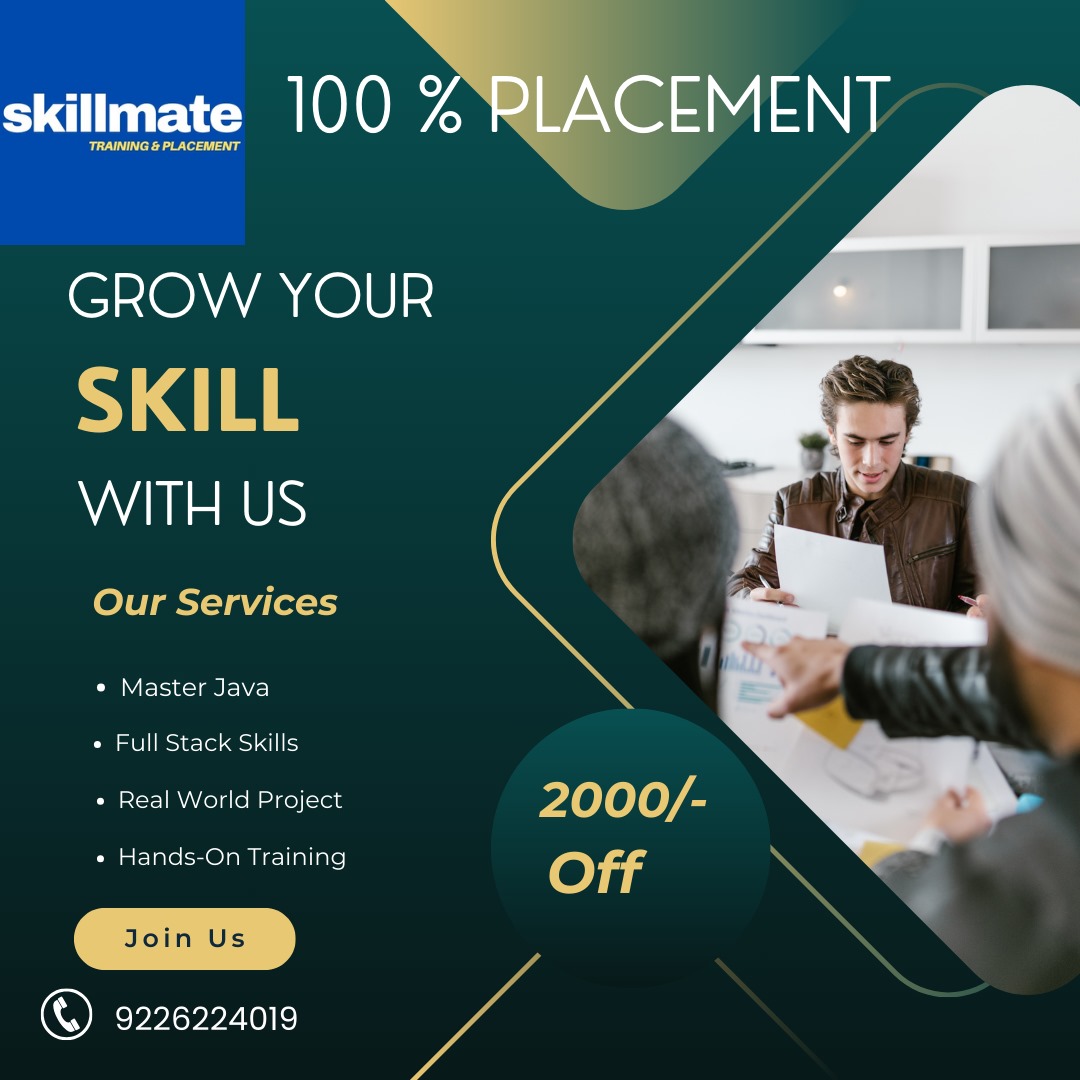 skillmate
TRAINING & PLACEMENT
100 % PLACEMENT
GROW YOUR
SKILL
WITH US
Our Services
• Master Java
• Full Stack Skills
• Real World Project
• Hands-On Training
2000/-
Off
Join Us
9226224019